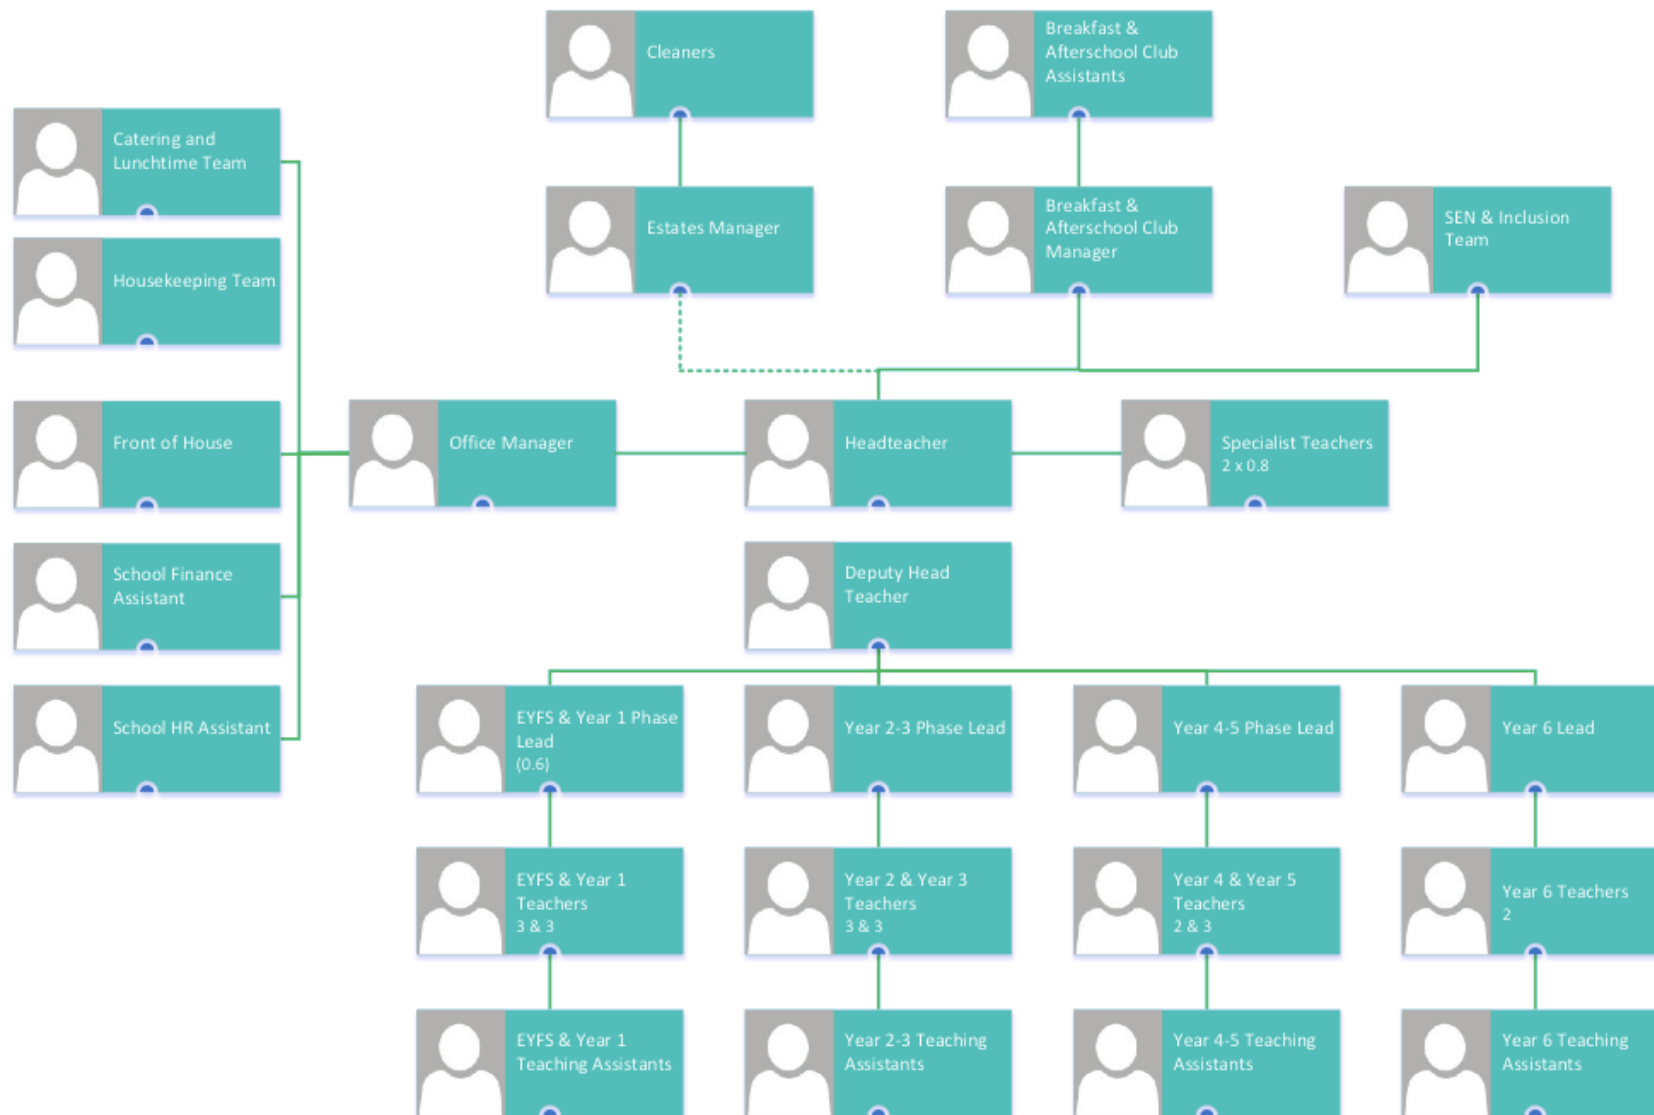 Cleaners
Breakfast &
Afterschool Club
Assistants
Catering and
Lunchtime Team
Estates Manager
Breakfast &
Afterschool Club
Manager
SEN & Inclusion
Team
Housekeeping Team
Front of House
Office Manager
Headteacher
Specialist Teachers
2 x 0.8
School Finance
Assistant
Deputy Head
Teacher
School HR Assistant
EYFS & Year 1 Phase
Lead
(0.6)
Year 2-3 Phase Lead
Year 4-5 Phase Lead
Year 6 Lead
EYFS & Year 1
Teachers
3 & 3
Year 2 & Year 3
Teachers
3 & 3
Year 4 & Year 5
Teachers
2 & 3
Year 6 Teachers
2
EYFS & Year 1
Teaching Assistants
Year 2-3 Teaching
Assistants
Year 4-5 Teaching
Assistants
Year 6 Teaching
Assistants